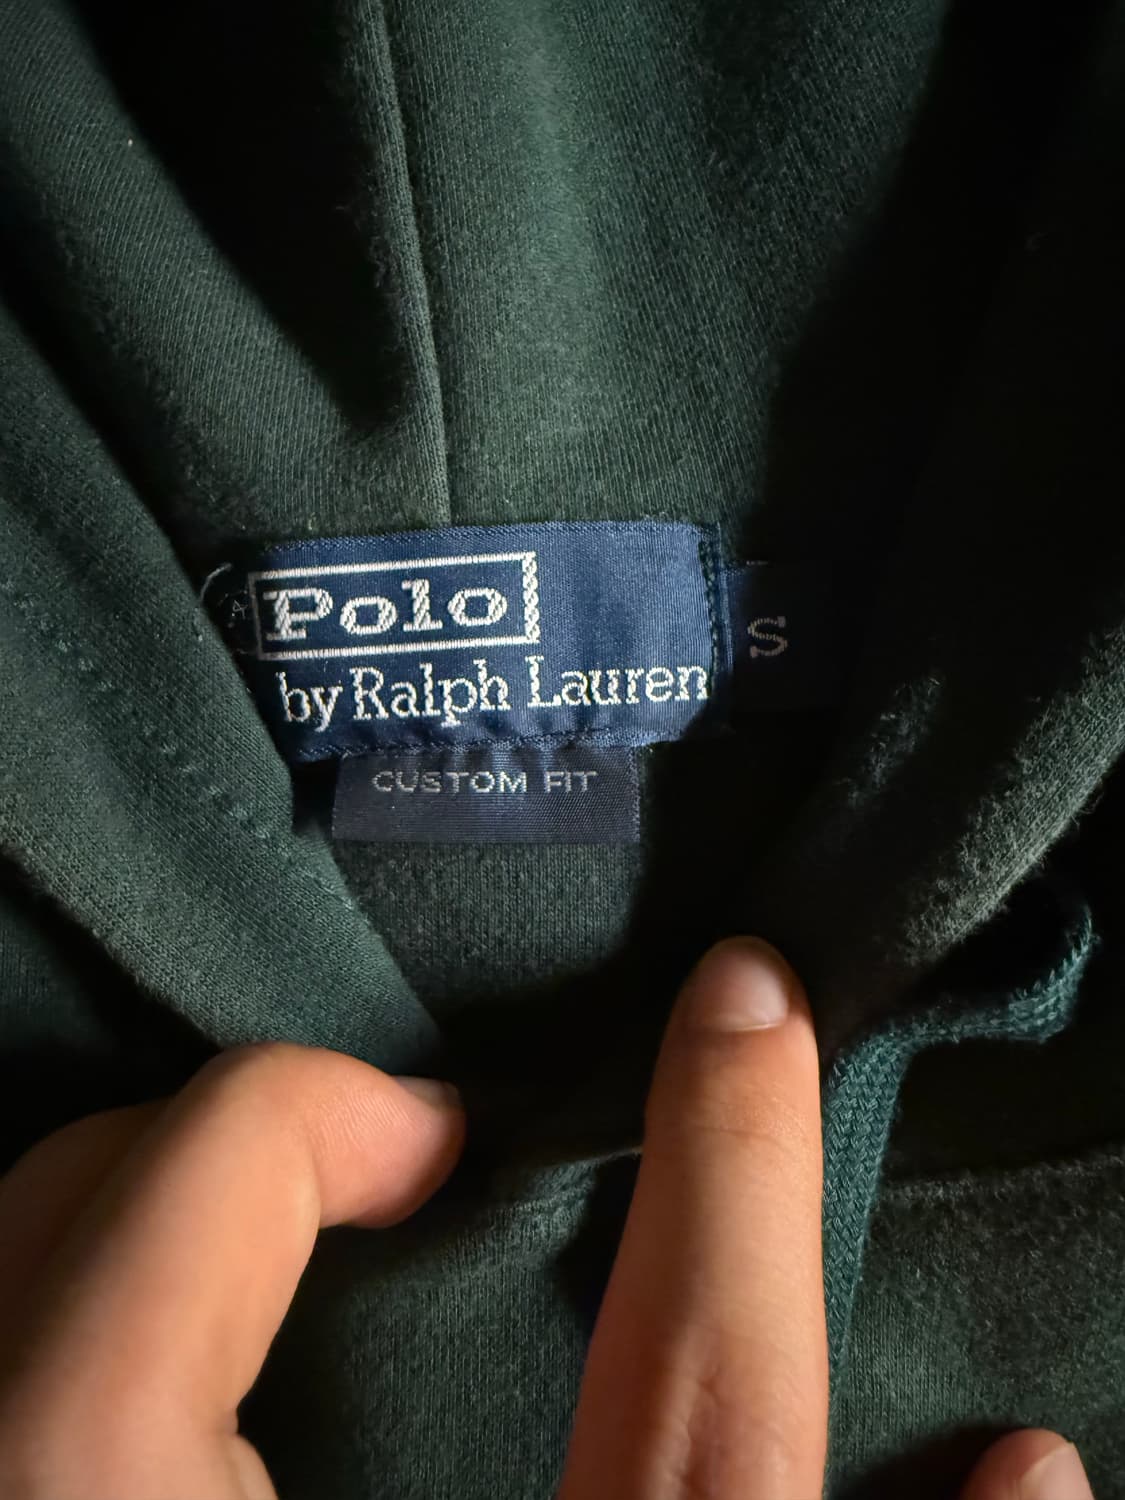 Polo
by Ralph Lauren
S
CUSTOM FIT